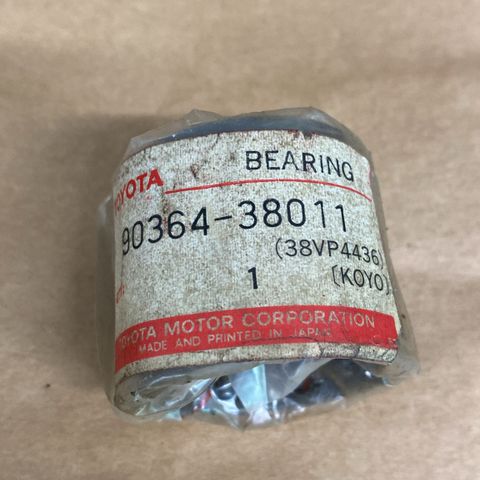 TOYOTA
BEARING
90364-38011
(38VP4436)
1
(KOYO)
TOYOTA MOTOR CORPORATION
MADE AND PRINTED IN JAPAN